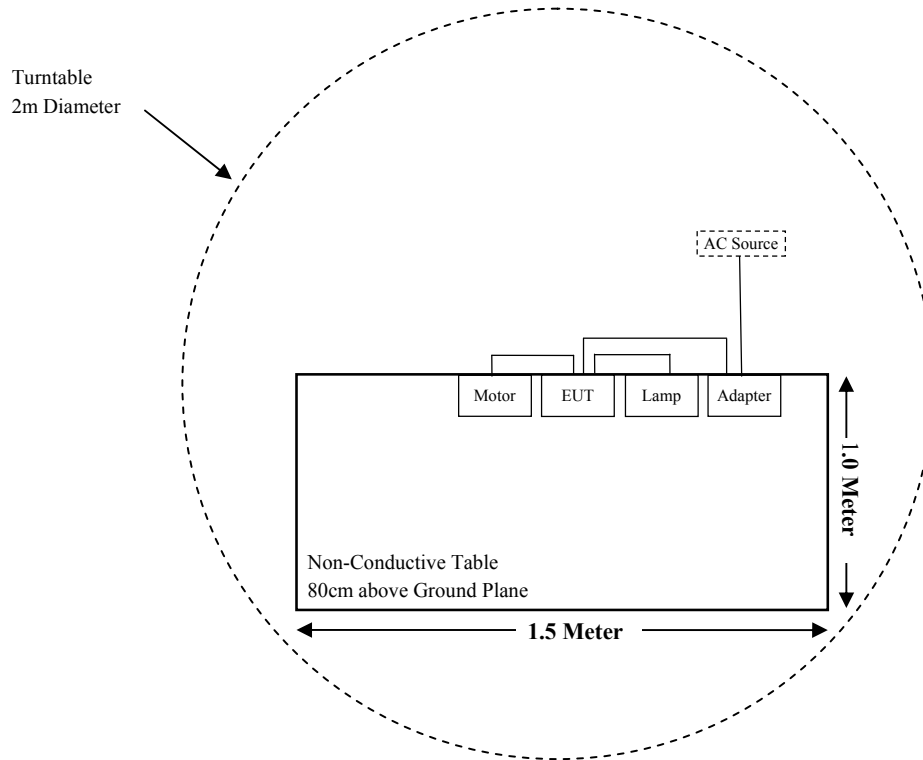 Turntable
2m Diameter
AC Source
Motor
EUT
Lamp
Adapter
1.0 Meter
Non-Conductive Table
80cm above Ground Plane
1.5 Meter